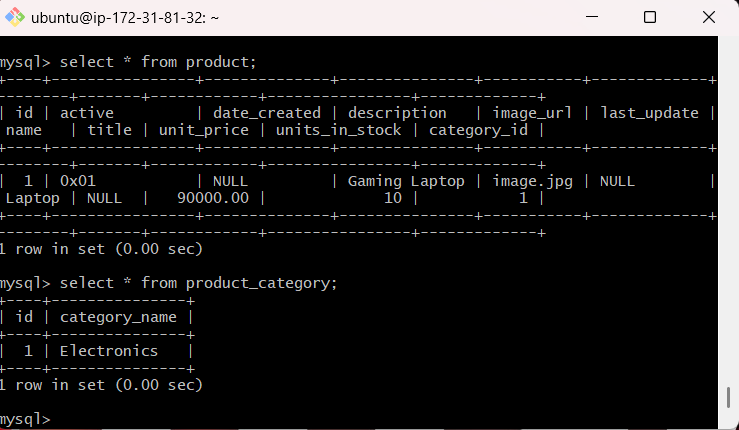 ubuntu@ip-172-31-81-32: ~
mysql> select * from product;
+----+----------------+--------------+---------------+-----------+-------------+
--------+-------+------------+----------------+-------------+
| id | active         | date_created | description   | image_url | last_update |
name   | title | unit_price | units_in_stock | category_id |
+----+----------------+--------------+---------------+-----------+-------------+
--------+-------+------------+----------------+-------------+
|  1 | 0x01           | NULL         | Gaming Laptop | image.jpg | NULL        |
Laptop | NULL  |   90000.00 |             10 |           1 |
+----+----------------+--------------+---------------+-----------+-------------+
--------+-------+------------+----------------+-------------+
1 row in set (0.00 sec)
mysql> select * from product_category;
+----+---------------+
| id | category_name |
+----+---------------+
|  1 | Electronics   |
+----+---------------+
1 row in set (0.00 sec)
mysql>